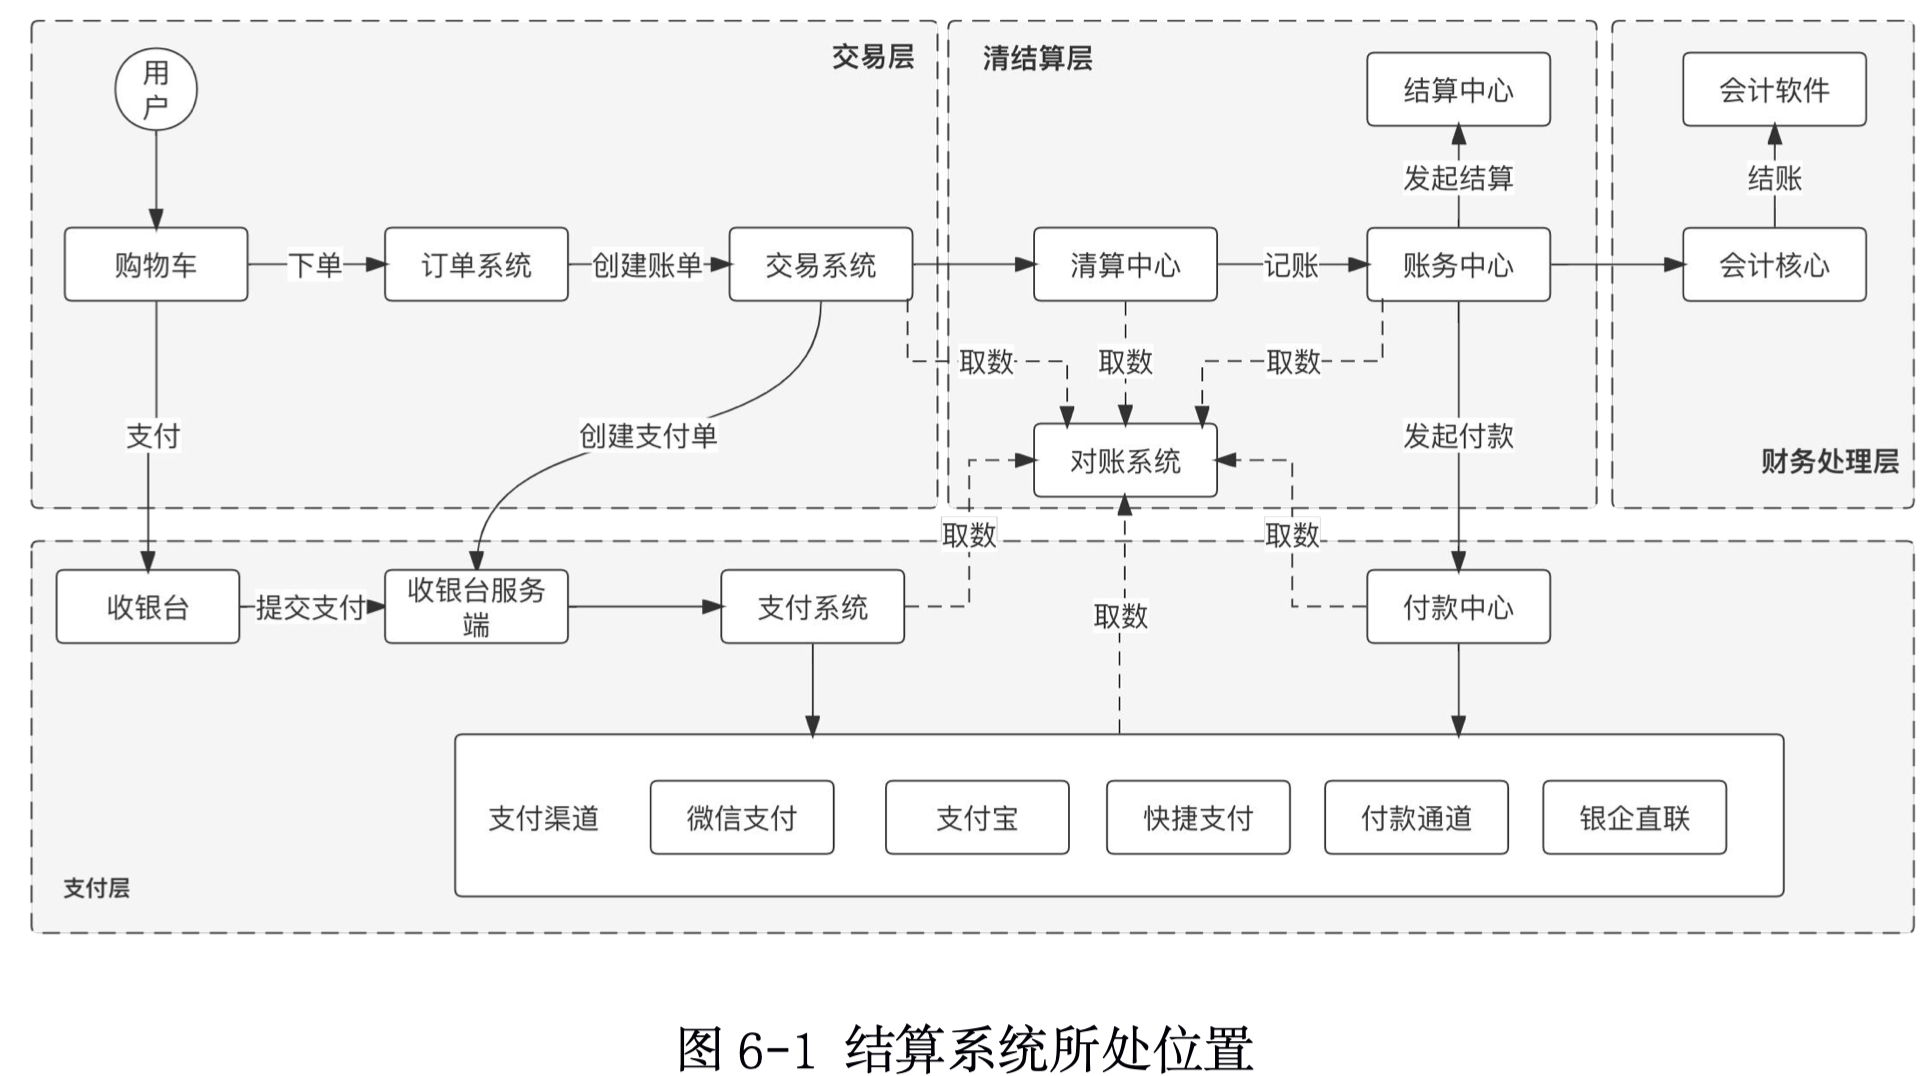 交易层
清结算层
用
户
结算中心
会计软件
发起结算
结账
购物车
下单
订单系统
创建账单
交易系统
清算中心
记账
账务中心
会计核心
取数
取数
取数
支付
创建支付单
发起付款
对账系统
财务处理层
取数
取数
收银台
提交支付
收银台服务
端
支付系统
取数
付款中心
支付渠道
微信支付
支付宝
快捷支付
付款通道
银企直联
支付层
图 6-1 结算系统所处位置